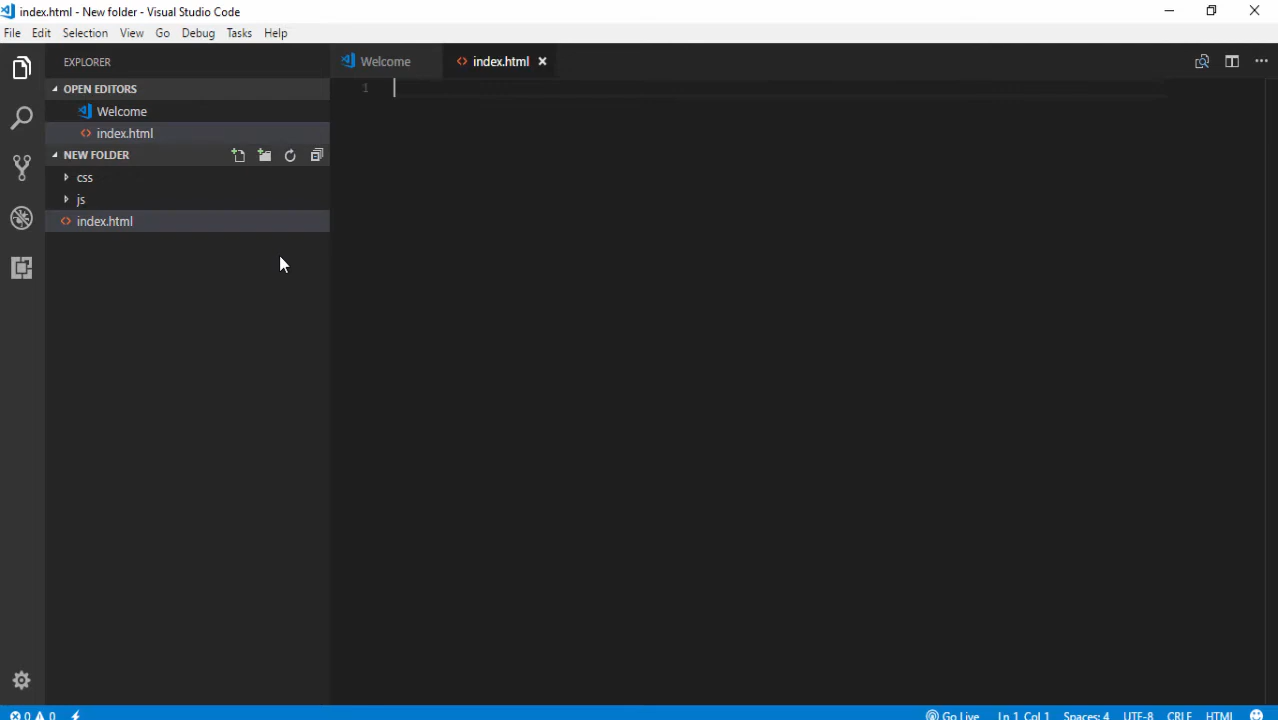 index.html - New folder - Visual Studio Code
File Edit Selection View Go Debug Tasks Help
EXPLORER
Welcome index.html
OPEN EDITORS
Welcome
index.html
NEW FOLDER
css
js
index.html
1
0 0 Go Live Ln 1, Col 1 Spaces: 4 UTF-8 CRLF HTML